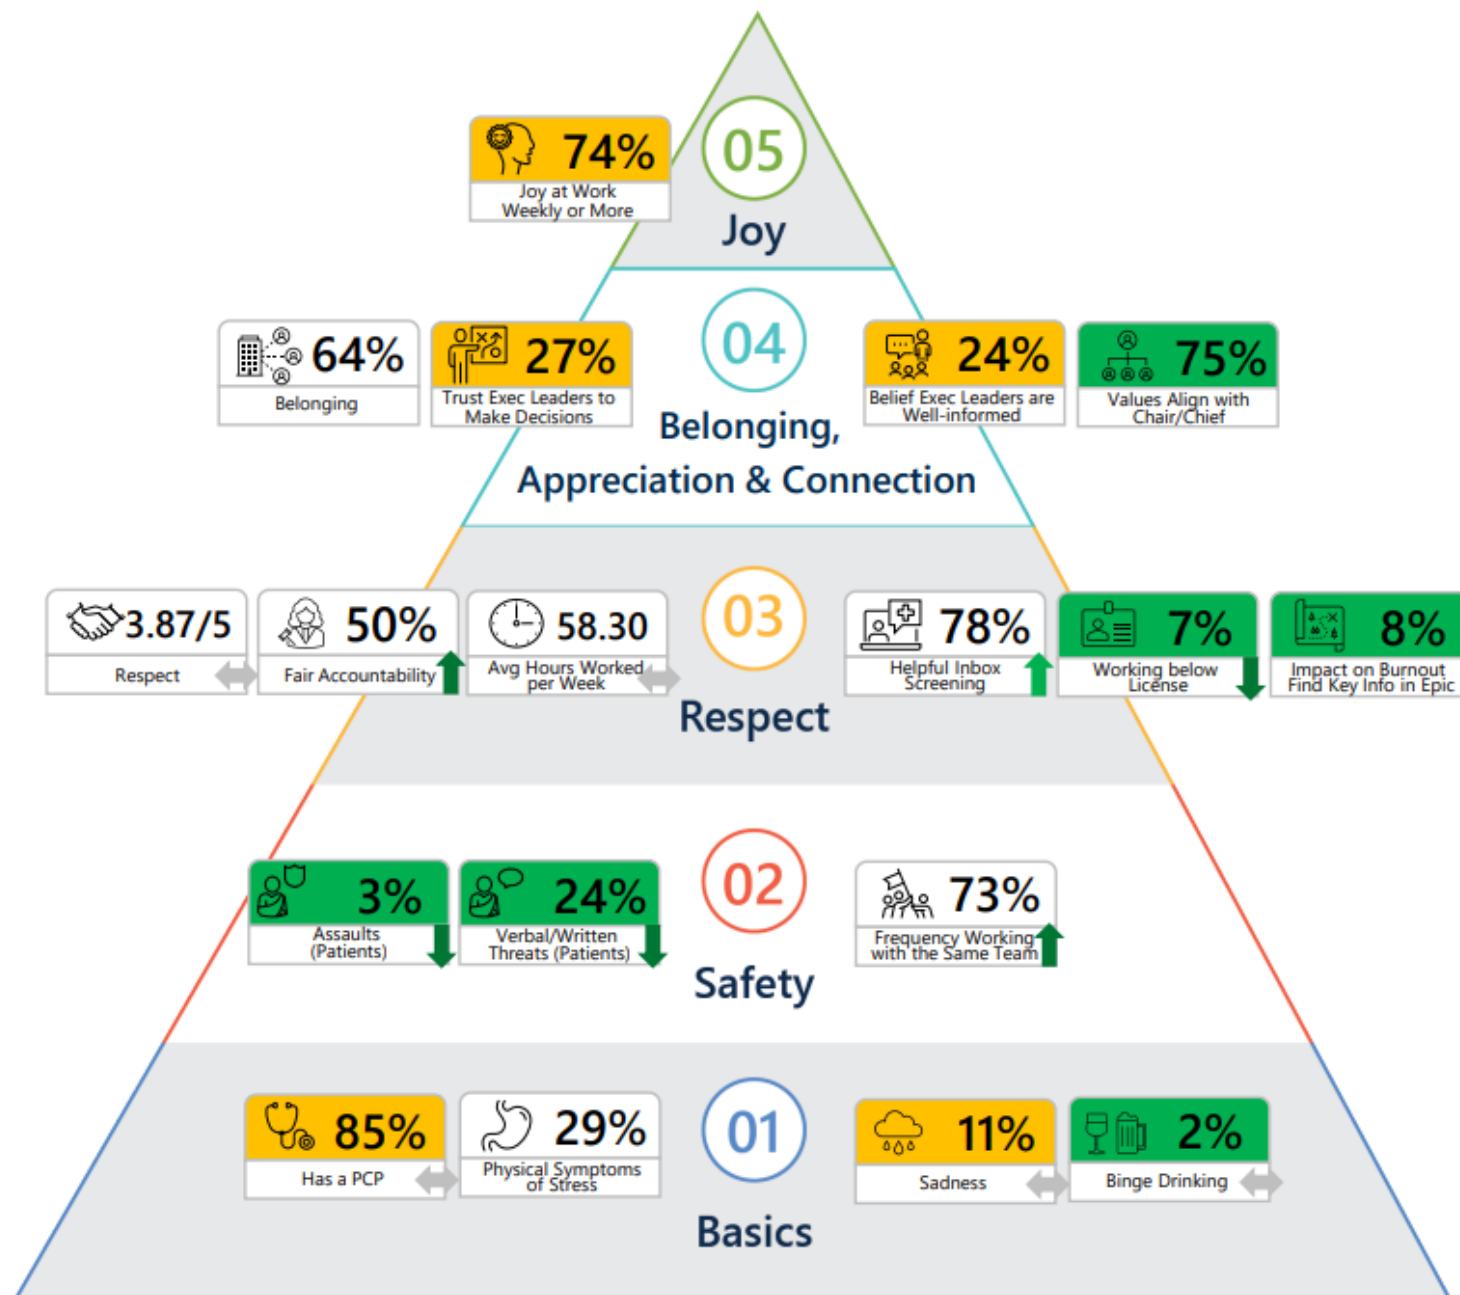 05
74%
Joy at Work
Weekly or More
Joy
04
64%
Belonging
27%
Trust Exec Leaders to
Make Decisions
24%
Belief Exec Leaders are
Well-informed
75%
Values Align with
Chair/Chief
Belonging,
Appreciation & Connection
03
3.87/5
Respect
50%
Fair Accountability
58.30
Avg Hours Worked
per Week
78%
Helpful Inbox
Screening
7%
Working below
License
8%
Impact on Burnout
Find Key Info in Epic
Respect
02
3%
Assaults
(Patients)
24%
Verbal/Written
Threats (Patients)
73%
Frequency Working
with the Same Team
Safety
01
85%
Has a PCP
29%
Physical Symptoms
of Stress
11%
Sadness
2%
Binge Drinking
Basics